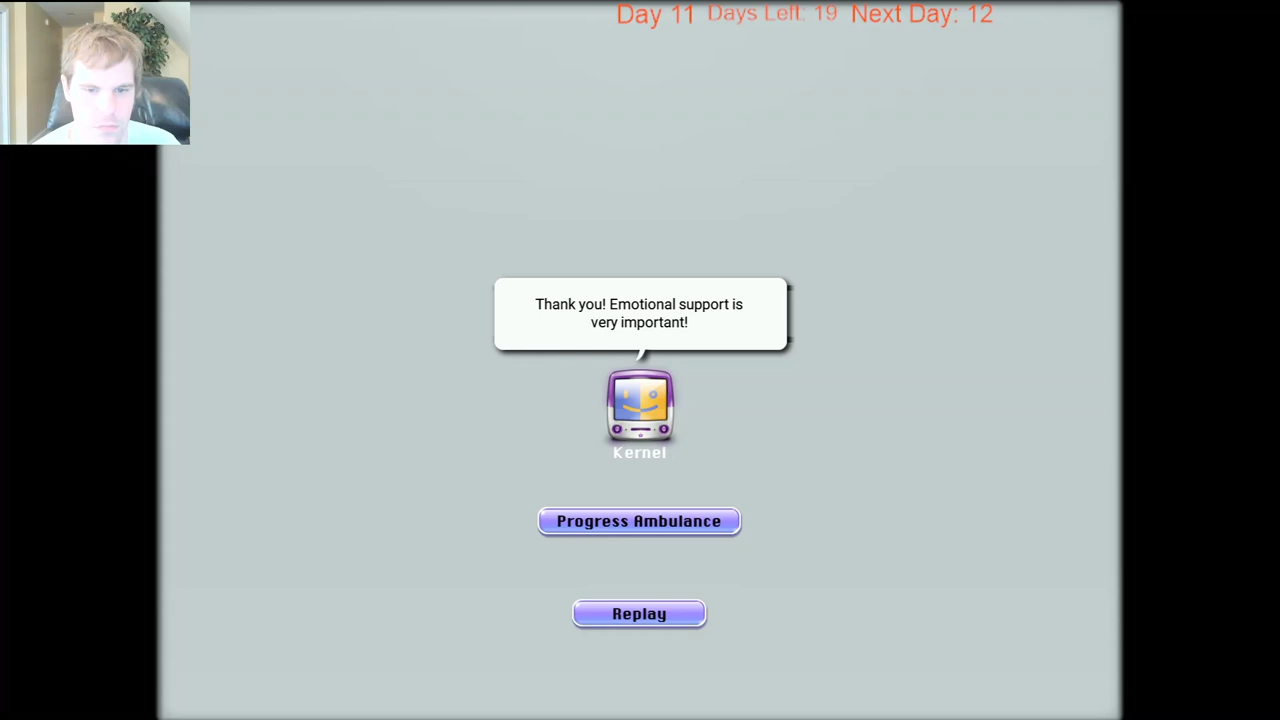 Day 11 Days Left: 19 Next Day: 12
Thank you! Emotional support is
very important!
Kernel
Progress Ambulance
Replay